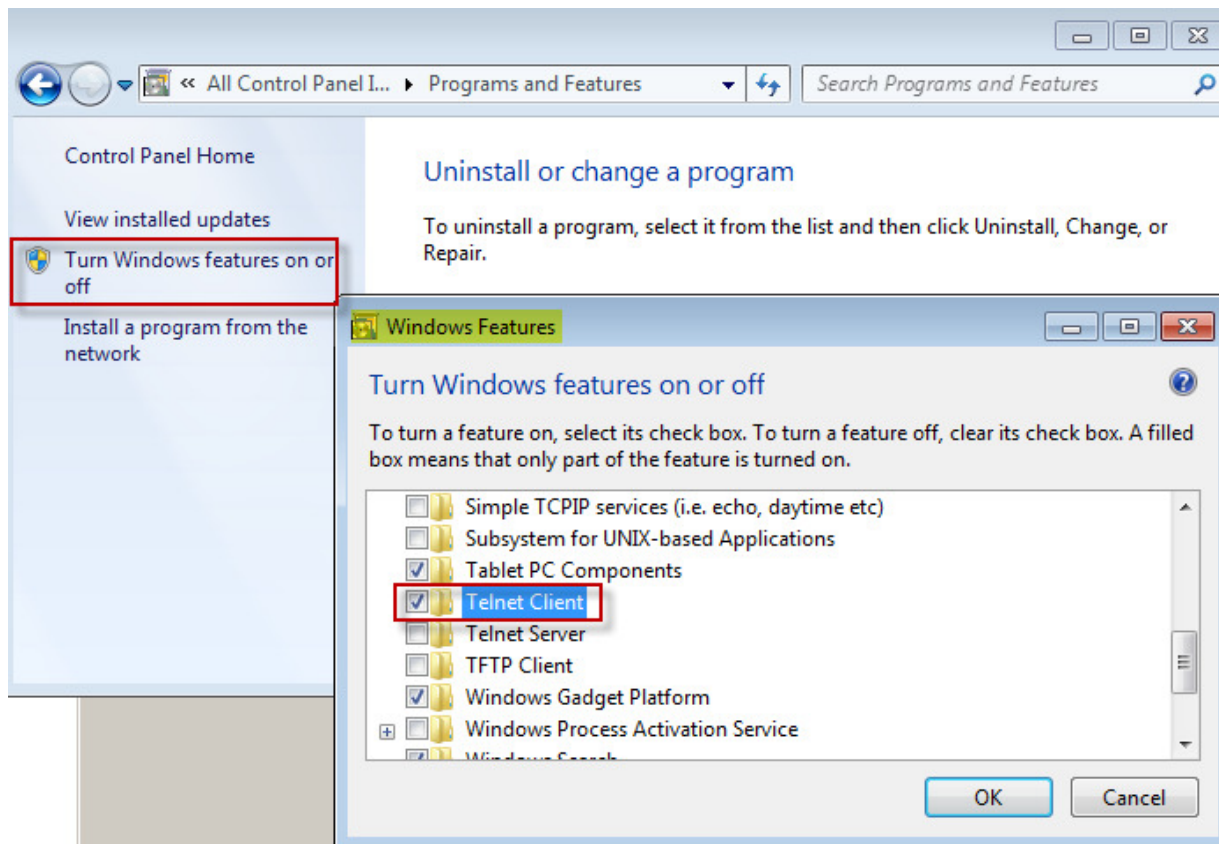 « All Control Panel I... ▸ Programs and Features
Search Programs and Features
Control Panel Home
View installed updates
Turn Windows features on or
off
Install a program from the
network
Uninstall or change a program
To uninstall a program, select it from the list and then click Uninstall, Change, or
Repair.
Windows Features
Turn Windows features on or off
To turn a feature on, select its check box. To turn a feature off, clear its check box. A filled
box means that only part of the feature is turned on.
Simple TCPIP services (i.e. echo, daytime etc)
Subsystem for UNIX-based Applications
Tablet PC Components
Telnet Client
Telnet Server
TFTP Client
Windows Gadget Platform
Windows Process Activation Service
Windows Search
OK
Cancel